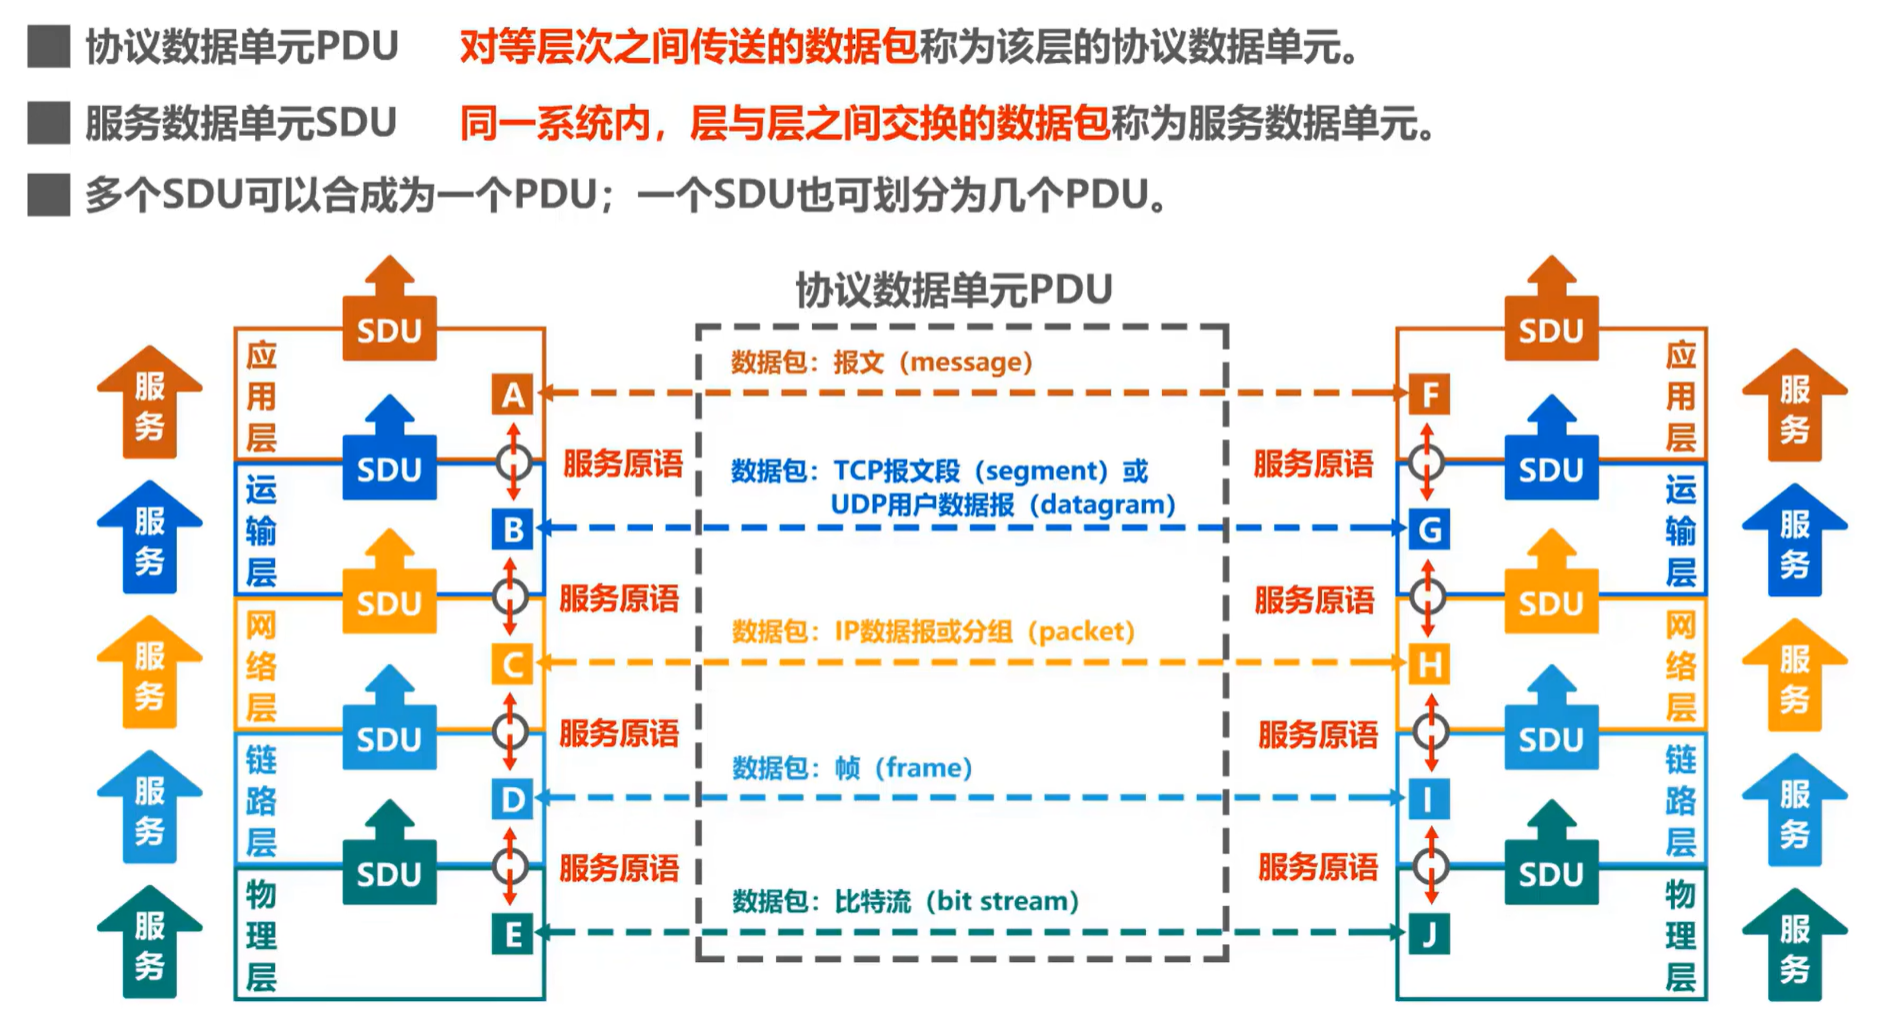 协议数据单元PDU 对等层次之间传送的数据包称为该层的协议数据单元。
服务数据单元SDU 同一系统内，层与层之间交换的数据包称为服务数据单元。
多个SDU可以合成为一个PDU；一个SDU也可划分为几个PDU。
协议数据单元PDU
服务
应用层
SDU
A
数据包：报文（message）
F
SDU
应用层
服务
服务原语
服务原语
服务
运输层
SDU
B
数据包：TCP报文段（segment）或
UDP用户数据报（datagram）
G
SDU
运输层
服务
服务原语
服务原语
服务
网络层
SDU
C
数据包：IP数据报或分组（packet）
H
SDU
网络层
服务
服务原语
服务原语
服务
链路层
SDU
D
数据包：帧（frame）
I
SDU
链路层
服务
服务原语
服务原语
服务
物理层
SDU
E
数据包：比特流（bit stream）
J
SDU
物理层
服务